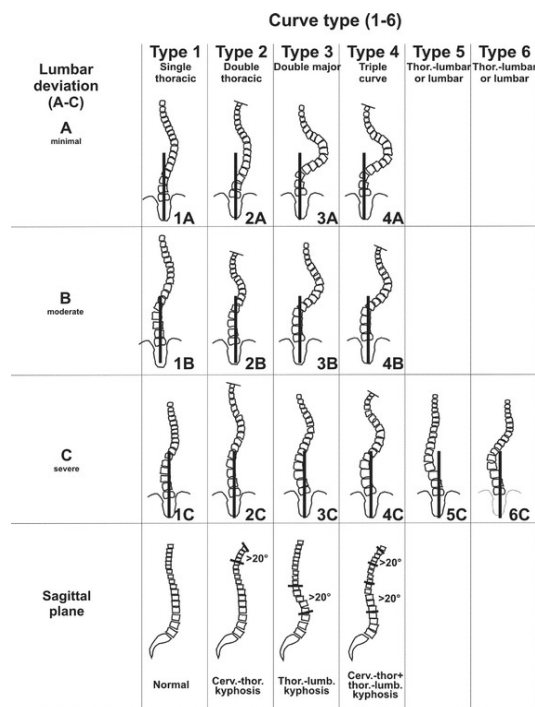 Curve type (1-6)
Lumbar
deviation
(A-C)
Type 1
Single
thoracic
Type 2
Double
thoracic
Type 3
Double major
Type 4
Triple
curve
Type 5
Thor.-lumbar
or lumbar
Type 6
Thor.-lumbar
or lumbar
A
minimal
1A
2A
3A
4A
B
moderate
1B
2B
3B
4B
C
severe
1C
2C
3C
4C
5C
6C
Sagittal
plane
>20°
>20°
>20°
>20°
Normal
Cerv.-thor.
kyphosis
Thor.-lumb.
kyphosis
Cerv.-thor+
thor.-lumb.
kyphosis